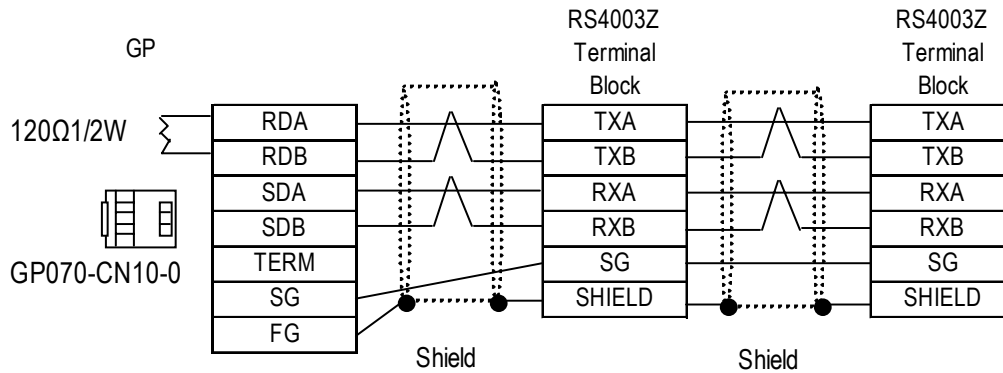 GP
RS4003Z
Terminal
Block
RS4003Z
Terminal
Block
120Ω1/2W
GP070-CN10-0
RDA
RDB
SDA
SDB
TERM
SG
FG
TXA
TXB
RXA
RXB
SG
SHIELD
TXA
TXB
RXA
RXB
SG
SHIELD
Shield
Shield